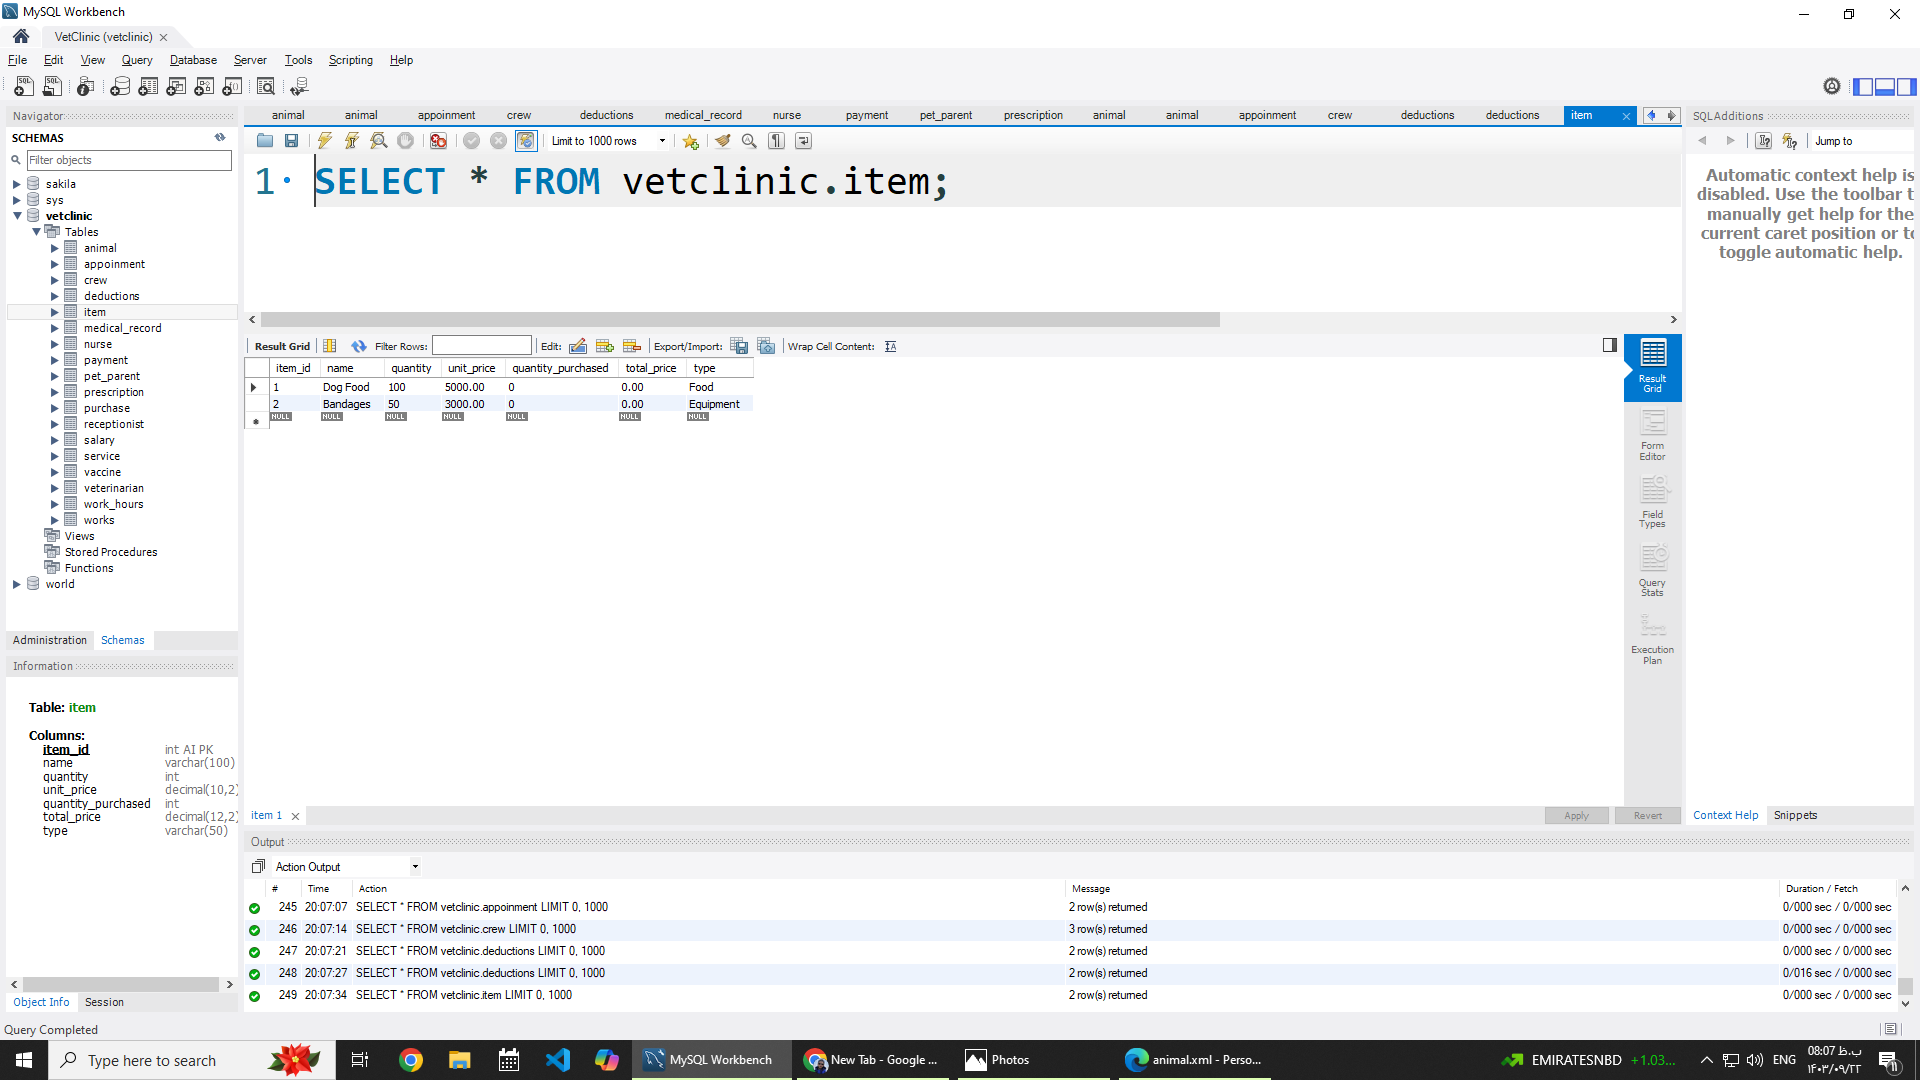 MySQL Workbench
VetClinic (vetclinic)
File Edit View Query Database Server Tools Scripting Help
Navigator
SCHEMAS
Filter objects
sakila
sys
vetclinic
Tables
animal
appoinment
crew
deductions
item
medical_record
nurse
payment
pet_parent
prescription
purchase
receptionist
salary
service
vaccine
veterinarian
work_hours
works
Views
Stored Procedures
Functions
world
Administration Schemas
Information
Table: item
Columns:
item_id int AI PK
name varchar(100)
quantity int
unit_price decimal(10,2)
quantity_purchased int
total_price decimal(12,2)
type varchar(50)
Object Info Session
Query Completed
animal animal appoinment crew deductions medical_record nurse payment pet_parent prescription animal animal appoinment crew deductions deductions item
Limit to 1000 rows
1 SELECT * FROM vetclinic.item;
Result Grid Filter Rows: Edit: Export/Import: Wrap Cell Content:
item_id name quantity unit_price quantity_purchased total_price type
1 Dog Food 100 5000.00 0 0.00 Food
2 Bandages 50 3000.00 0 0.00 Equipment
NULL NULL NULL NULL NULL NULL NULL
Result
Grid
Form
Editor
Field
Types
Query
Stats
Execution
Plan
item 1
Apply Revert
SQLAdditions
Jump to
Automatic context help is
disabled. Use the toolbar t
manually get help for the
current caret position or to
toggle automatic help.
Context Help Snippets
Output
Action Output
# Time Action Message Duration / Fetch
245 20:07:07 SELECT * FROM vetclinic.appoinment LIMIT 0, 1000 2 row(s) returned 0/000 sec / 0/000 sec
246 20:07:14 SELECT * FROM vetclinic.crew LIMIT 0, 1000 3 row(s) returned 0/000 sec / 0/000 sec
247 20:07:21 SELECT * FROM vetclinic.deductions LIMIT 0, 1000 2 row(s) returned 0/000 sec / 0/000 sec
248 20:07:27 SELECT * FROM vetclinic.deductions LIMIT 0, 1000 2 row(s) returned 0/016 sec / 0/000 sec
249 20:07:34 SELECT * FROM vetclinic.item LIMIT 0, 1000 2 row(s) returned 0/000 sec / 0/000 sec
Type here to search
MySQL Workbench
New Tab - Google ...
Photos
animal.xml - Perso...
EMIRATESNBD +1.03...
ENG
08:07 ب.ظ
۱۴۰۳/۰۹/۲۲